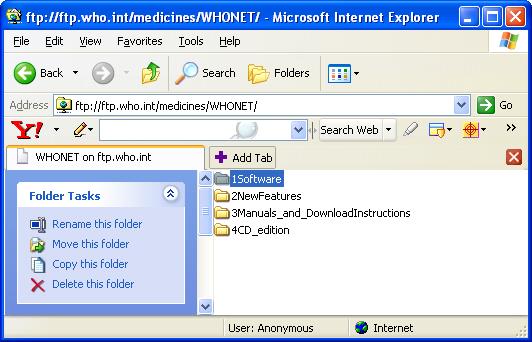 ftp://ftp.who.int/medicines/WHONET/ - Microsoft Internet Explorer
File Edit View Favorites Tools Help
Back Search Folders
Address ftp://ftp.who.int/medicines/WHONET/ Go
Y! Search Web »
WHONET on ftp.who.int Add Tab
Folder Tasks
Rename this folder
Move this folder
Copy this folder
Delete this folder
1Software
2NewFeatures
3Manuals_and_DownloadInstructions
4CD_edition
User: Anonymous Internet